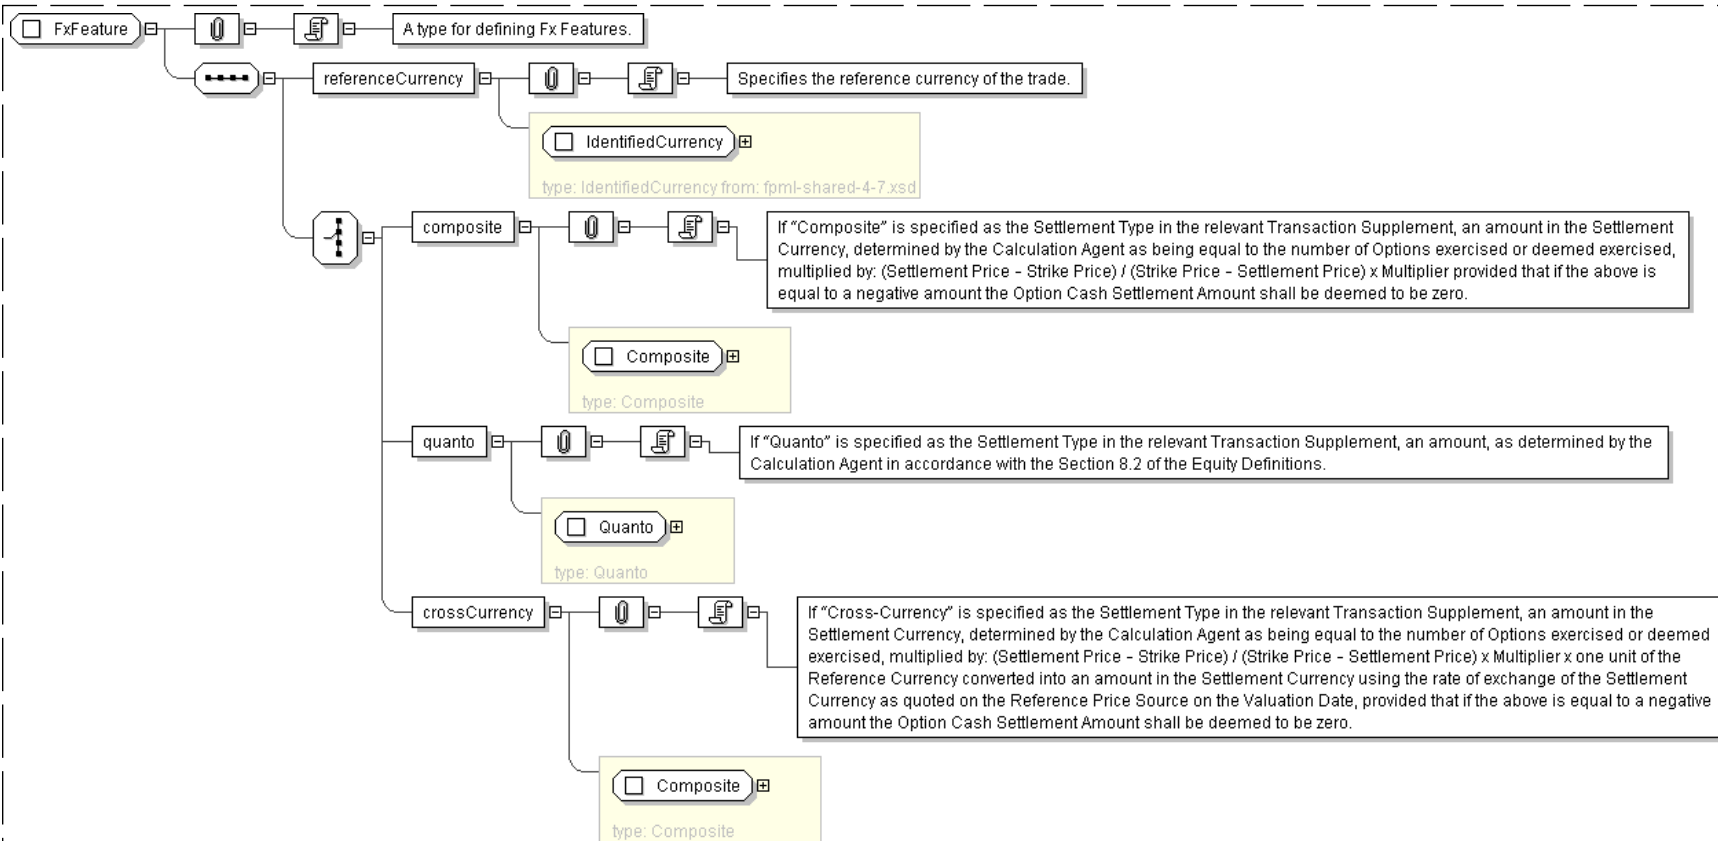 FxFeature
A type for defining Fx Features.
referenceCurrency
Specifies the reference currency of the trade.
IdentifiedCurrency
type: IdentifiedCurrency from: fpml-shared-4-7.xsd
composite
If “Composite” is specified as the Settlement Type in the relevant Transaction Supplement, an amount in the Settlement
Currency, determined by the Calculation Agent as being equal to the number of Options exercised or deemed exercised,
multiplied by: (Settlement Price – Strike Price) / (Strike Price – Settlement Price) x Multiplier provided that if the above is
equal to a negative amount the Option Cash Settlement Amount shall be deemed to be zero.
Composite
type: Composite
quanto
If “Quanto” is specified as the Settlement Type in the relevant Transaction Supplement, an amount, as determined by the
Calculation Agent in accordance with the Section 8.2 of the Equity Definitions.
Quanto
type: Quanto
crossCurrency
If “Cross-Currency” is specified as the Settlement Type in the relevant Transaction Supplement, an amount in the
Settlement Currency, determined by the Calculation Agent as being equal to the number of Options exercised or deemed
exercised, multiplied by: (Settlement Price – Strike Price) / (Strike Price – Settlement Price) x Multiplier x one unit of the
Reference Currency converted into an amount in the Settlement Currency using the rate of exchange of the Settlement
Currency as quoted on the Reference Price Source on the Valuation Date, provided that if the above is equal to a negative
amount the Option Cash Settlement Amount shall be deemed to be zero.
Composite
type: Composite